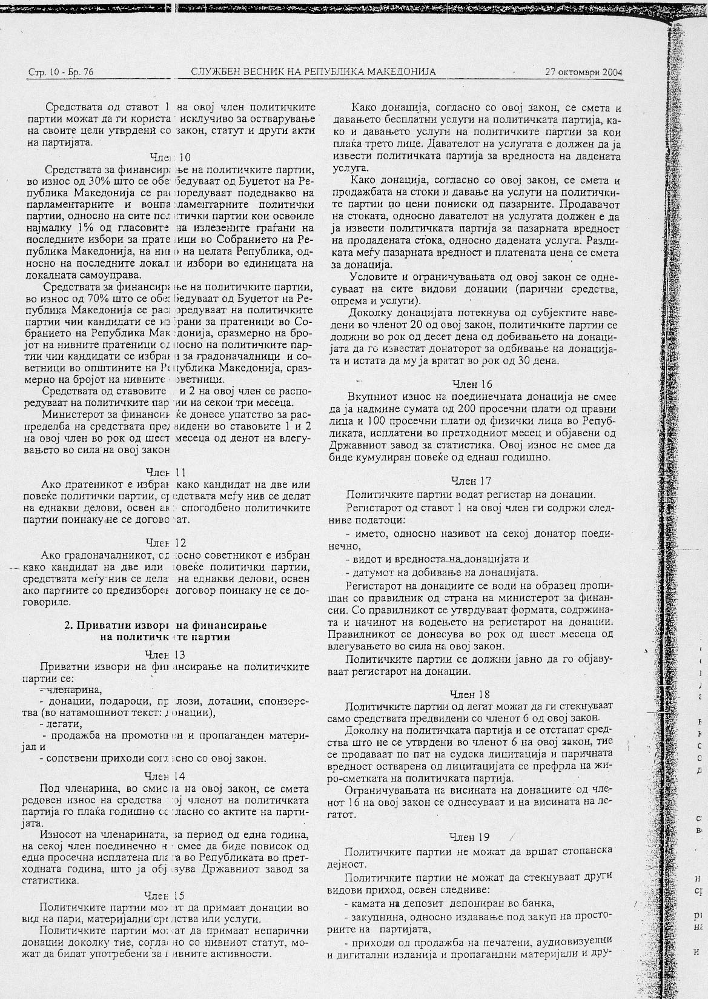 Стр. 10 - Бр. 76
СЛУЖБЕН ВЕСНИК НА РЕПУБЛИКА МАКЕДОНИЈА
27 октомври 2004
Средствата од ставот 1 на овој член политичките
партии можат да ги користа исклучиво за остварување
на своите цели утврдени со закон, статут и други акти
на партијата.
Член 10
Средствата за финансирање на политичките партии,
во износ од 30% што се обезбедуваат од Буџетот на Ре-
публика Македонија се распоредуваат подеднакво на
парламентарните и вонпарламентарните политички
партии, односно на сите политички партии кои освоиле
најмалку 1% од гласовите на излезените граѓани на
последните избори за пратеници во Собранието на Ре-
публика Македонија, на ниво на целата Република, од-
носно на последните локални избори во единицата на
локалната самоуправа.
Средствата за финансирање на политичките партии,
во износ од 70% што се обезбедуваат од Буџетот на Ре-
публика Македонија се распоредуваат на политичките
партии чии кандидати се избрани за пратеници во Со-
бранието на Република Македонија, сразмерно на бро-
јот на нивните пратеници односно на политичките пар-
тии чии кандидати се избрани за градоначалници и со-
ветници во општините на Република Македонија, сраз-
мерно на бројот на нивните советници.
Средствата од ставовите и 2 на овој член се распо-
редуваат на политичките партии на секои три месеца.
Министерот за финансии ќе донесе упатство за рас-
пределба на средствата предвидени во ставовите 1 и 2
на овој член во рок од шест месеца од денот на влегу-
вањето во сила на овој закон
Член 11
Ако пратеникот е избран како кандидат на две или
повеќе политички партии, средствата меѓу нив се делат
на еднакви делови, освен ако спогодбено политичките
партии поинаку не се договорат.
Член 12
Ако градоначалникот, односно советникот е избран
како кандидат на две или повеќе политички партии,
средствата меѓу нив се делат на еднакви делови, освен
ако партиите со предизборен договор поинаку не се до-
говориле.
2. Приватни извори на финансирање
на политичките партии
Член 13
Приватни извори на финансирање на политичките
партии се:
- членарина,
- донации, подароци, прилози, дотации, спонзорс-
тва (во натамошниот текст: донации),
- легати,
- продажба на промотивен и пропаганден матери-
јал и
- сопствени приходи согласно со овој закон.
Член 14
Под членарина, во смисла на овој закон, се смета
редовен износ на средства кој членот на политичката
партија го плаќа годишно согласно со актите на парти-
јата.
Износот на членарината, за период од една година,
на секој член поединечно не смее да биде повисок од
една просечна исплатена плата во Републиката во прет-
ходната година, што ја објавува Државниот завод за
статистика.
Член 15
Политичките партии можат да примаат донации во
вид на пари, материјални средства или услуги.
Политичките партии можат да примаат непарични
донации доколку тие, согласно со нивниот статут, мо-
жат да бидат употребени за нивните активности.
Како донација, согласно со овој закон, се смета и
давањето бесплатни услуги на политичката партија, ка-
ко и давањето услуги на политичките партии за кои
плаќа трето лице. Давателот на услугата е должен да ја
извести политичката партија за вредноста на дадената
услуга.
Како донација, согласно со овој закон, се смета и
продажбата на стоки и давање на услуги на политички-
те партии по цени пониски од пазарните. Продавачот
на стоката, односно давателот на услугата должен е да
ја извести политичката партија за пазарната вредност
на продадената стока, односно дадената услуга. Разли-
ката меѓу пазарната вредност и платената цена се смета
за донација.
Условите и ограничувањата од овој закон се одне-
суваат на сите видови донации (парични средства,
опрема и услуги).
Доколку донацијата потекнува од субјектите наве-
дени во членот 20 од овој закон, политичките партии се
должни во рок од десет дена од добивањето на донаци-
јата да го известат донаторот за одбивање на донација-
та и истата да му ја вратат во рок од 30 дена.
Член 16
Вкупниот износ на поединечната донација не смее
да ја надмине сумата од 200 просечни плати од правни
лица и 100 просечни плати од физички лица во Репуб-
ликата, исплатени во претходниот месец и објавени од
Државниот завод за статистика. Овој износ не смее да
биде кумулиран повеќе од еднаш годишно.
Член 17
Политичките партии водат регистар на донации.
Регистарот од ставот 1 на овој член ги содржи след-
ниве податоци:
- името, односно називот на секој донатор поеди-
нечно,
- видот и вредноста на донацијата и
- датумот на добивање на донацијата.
Регистарот на донациите се води на образец пропи-
шан со правилник од страна на министерот за финан-
сии. Со правилникот се утврдуваат формата, содржина-
та и начинот на водењето на регистарот на донации.
Правилникот се донесува во рок од шест месеца од
влегувањето во сила на овој закон.
Политичките партии се должни јавно да го објаву-
ваат регистарот на донации.
Член 18
Политичките партии од легат можат да ги стекнуваат
само средствата предвидени со членот 6 од овој закон.
Доколку на политичката партија и се отстапат сред-
ства што не се утврдени во членот 6 на овој закон, тие
се продаваат по пат на судска лицитација и паричната
вредност остварена од лицитацијата се префрла на жи-
ро-сметката на политичката партија.
Ограничувањата на висината на донациите од чле-
нот 16 на овој закон се однесуваат и на висината на ле-
гатот.
Член 19
Политичките партии не можат да вршат стопанска
дејност.
Политичките партии не можат да стекнуваат други
видови приход, освен следниве:
- камата на депозит депониран во банка,
- закупнина, односно издавање под закуп на просто-
риите на партијата,
- приходи од продажба на печатени, аудиовизуелни
и дигитални изданија и пропагандни материјали и дру-